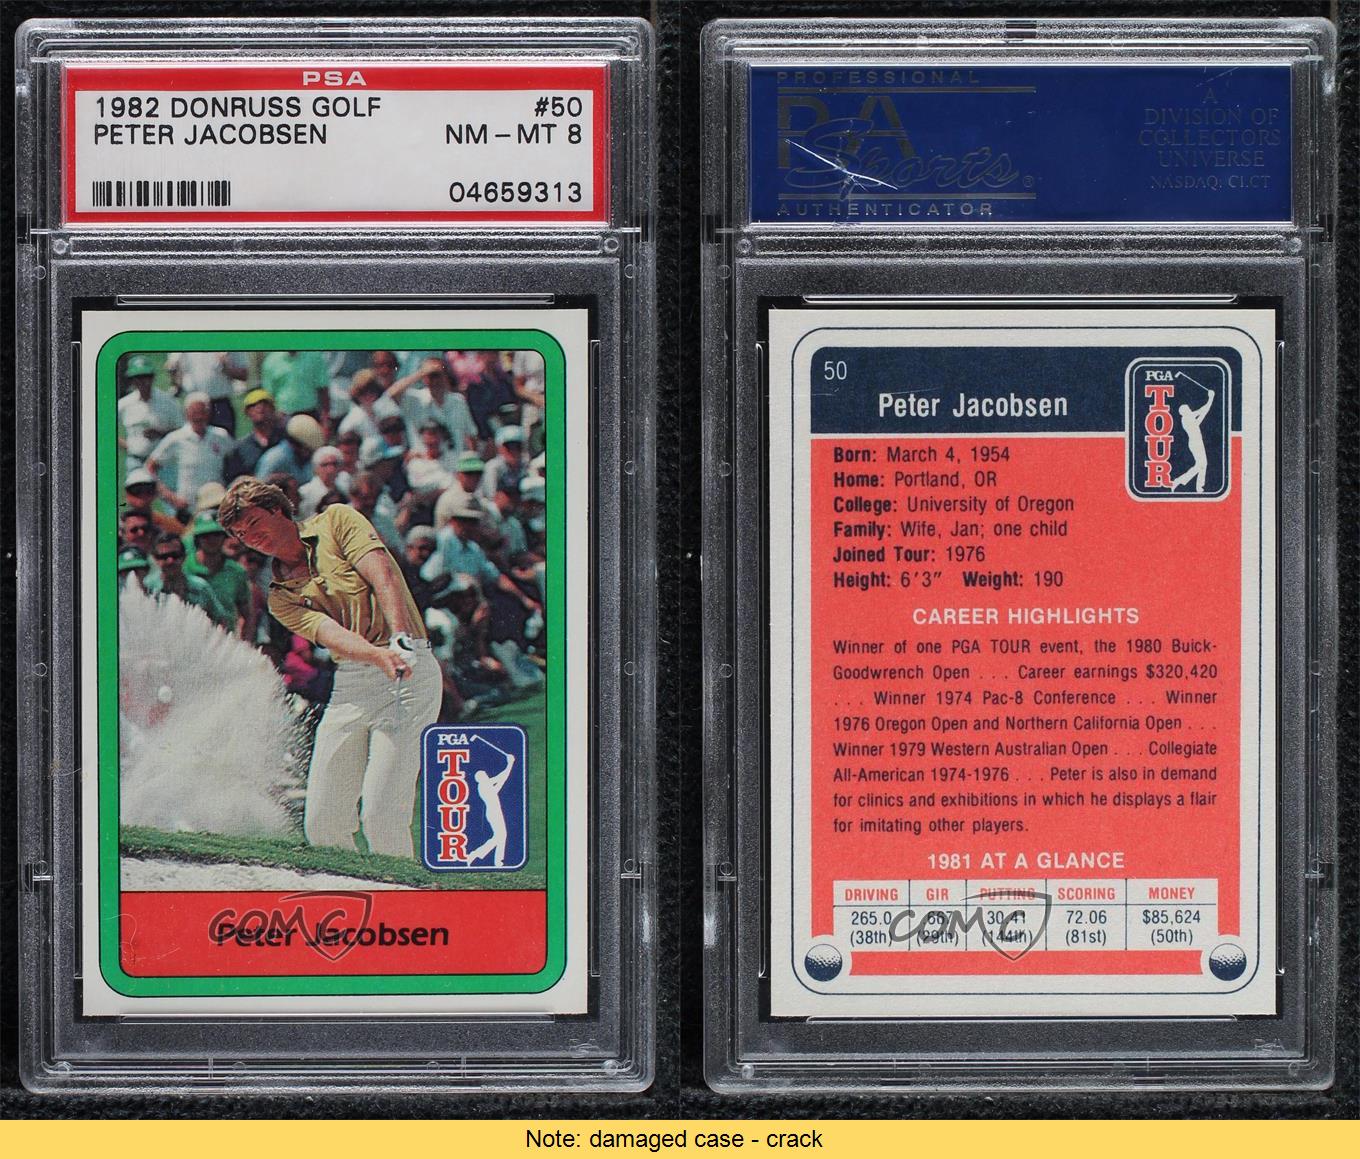 PSA
1982 DONRUSS GOLF #50
PETER JACOBSEN NM - MT 8
04659313
PGA
TOUR
Peter Jacobsen
COMC
PROFESSIONAL
PSA
Sports®
AUTHENTICATOR
A
DIVISION OF
COLLECTORS
UNIVERSE
NASDAQ: CLCT
50
Peter Jacobsen
PGA
TOUR
Born: March 4, 1954
Home: Portland, OR
College: University of Oregon
Family: Wife, Jan; one child
Joined Tour: 1976
Height: 6'3" Weight: 190
CAREER HIGHLIGHTS
Winner of one PGA TOUR event, the 1980 Buick-
Goodwrench Open . . . Career earnings $320,420
. . . Winner 1974 Pac-8 Conference . . . Winner
1976 Oregon Open and Northern California Open . . .
Winner 1979 Western Australian Open . . . Collegiate
All-American 1974-1976 . . . Peter is also in demand
for clinics and exhibitions in which he displays a flair
for imitating other players.
1981 AT A GLANCE
DRIVING GIR PUTTING SCORING MONEY
265.0 .667 30.41 72.06 $85,624
(38th) (29th) (144th) (81st) (50th)
COMC
Note: damaged case - crack